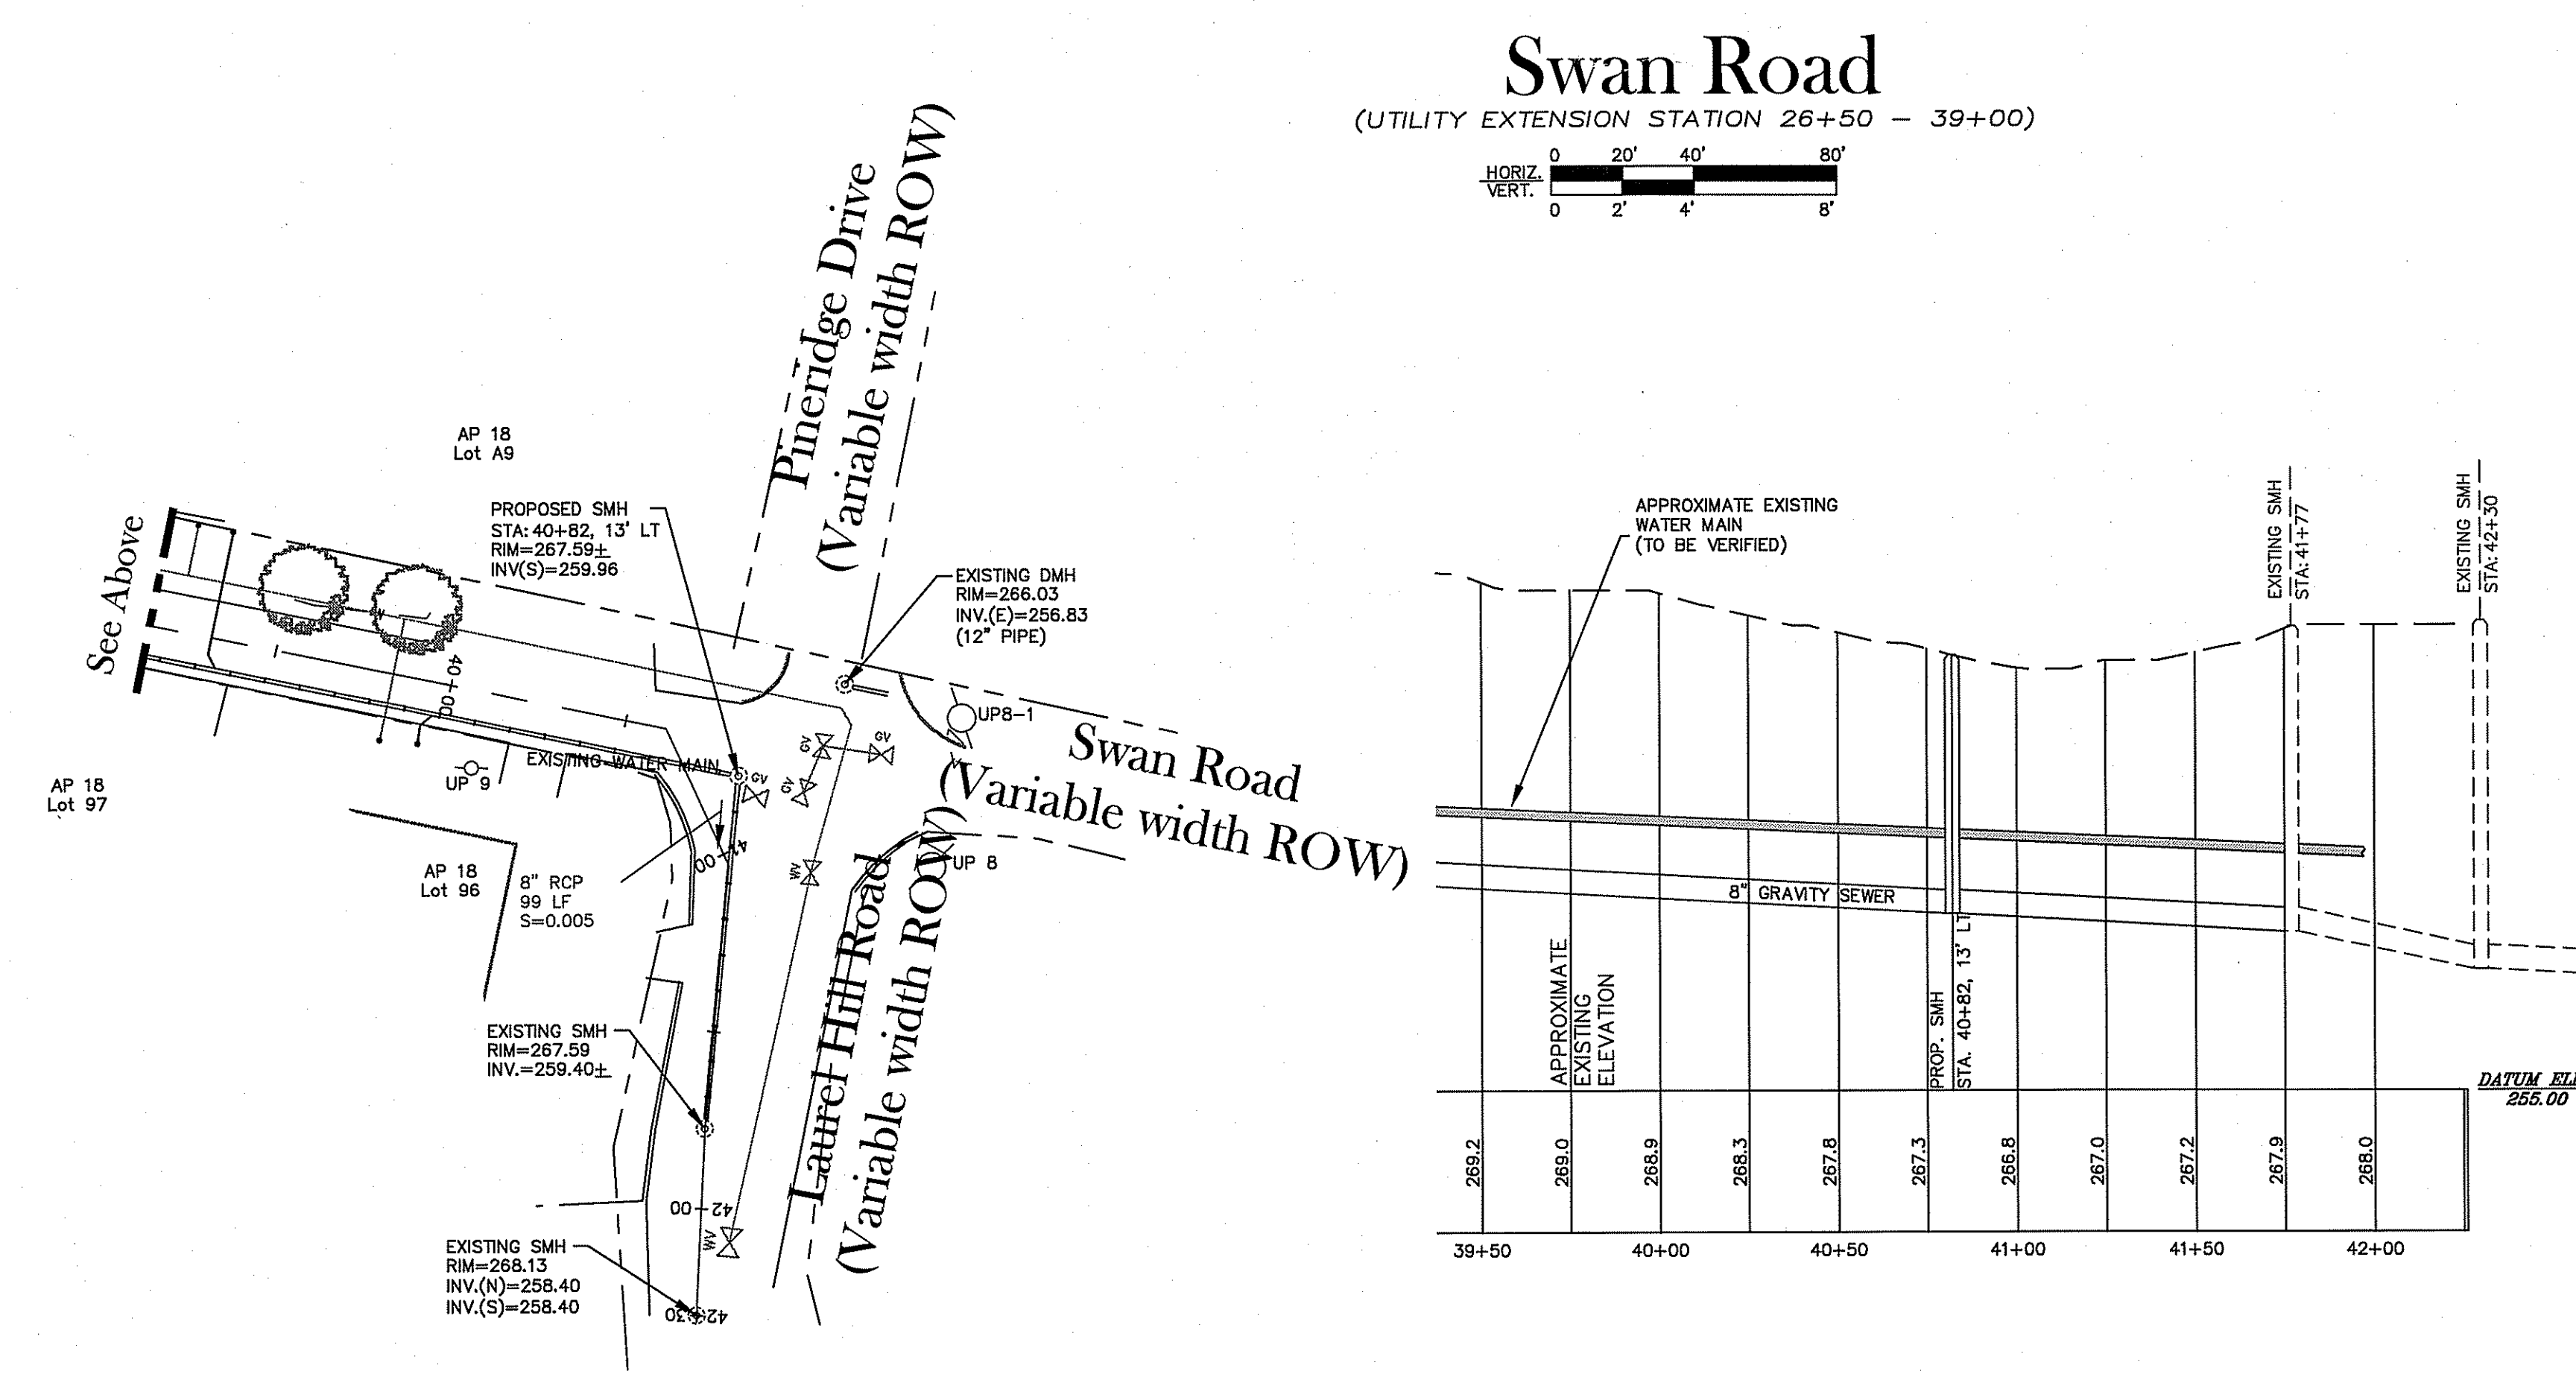 Swan Road
(UTILITY EXTENSION STATION 26+50 - 39+00)
HORIZ.
VERT.
0 20' 40' 80'
0 2' 4' 8'
Pineridge Drive
(Variable width ROW)
AP 18
Lot A9
See Above
PROPOSED SMH
STA: 40+82, 13' LT
RIM=267.59±
INV(S)=259.96
EXISTING DMH
RIM=266.03
INV.(E)=256.83
(12" PIPE)
W
40+00
UP8-1
GV
GV
GV
GV
EXISTING WATER MAIN
UP 9
AP 18
Lot 97
Swan Road
(Variable width ROW)
41+00
WV
UP 8
AP 18
Lot 96
8" RCP
99 LF
S=0.005
Laurel Hill Road
(Variable width ROW)
EXISTING SMH
RIM=267.59
INV.=259.40±
42+00
WV
EXISTING SMH
RIM=268.13
INV.(N)=258.40
INV.(S)=258.40
42+30
APPROXIMATE EXISTING
WATER MAIN
(TO BE VERIFIED)
EXISTING SMH
STA: 41+77
EXISTING SMH
STA: 42+30
8" GRAVITY SEWER
APPROXIMATE
EXISTING
ELEVATION
PROP. SMH
STA. 40+82, 13' LT
DATUM EL
255.00
269.2
269.0
268.9
268.3
267.8
267.3
266.8
267.0
267.2
267.9
268.0
39+50 40+00 40+50 41+00 41+50 42+00